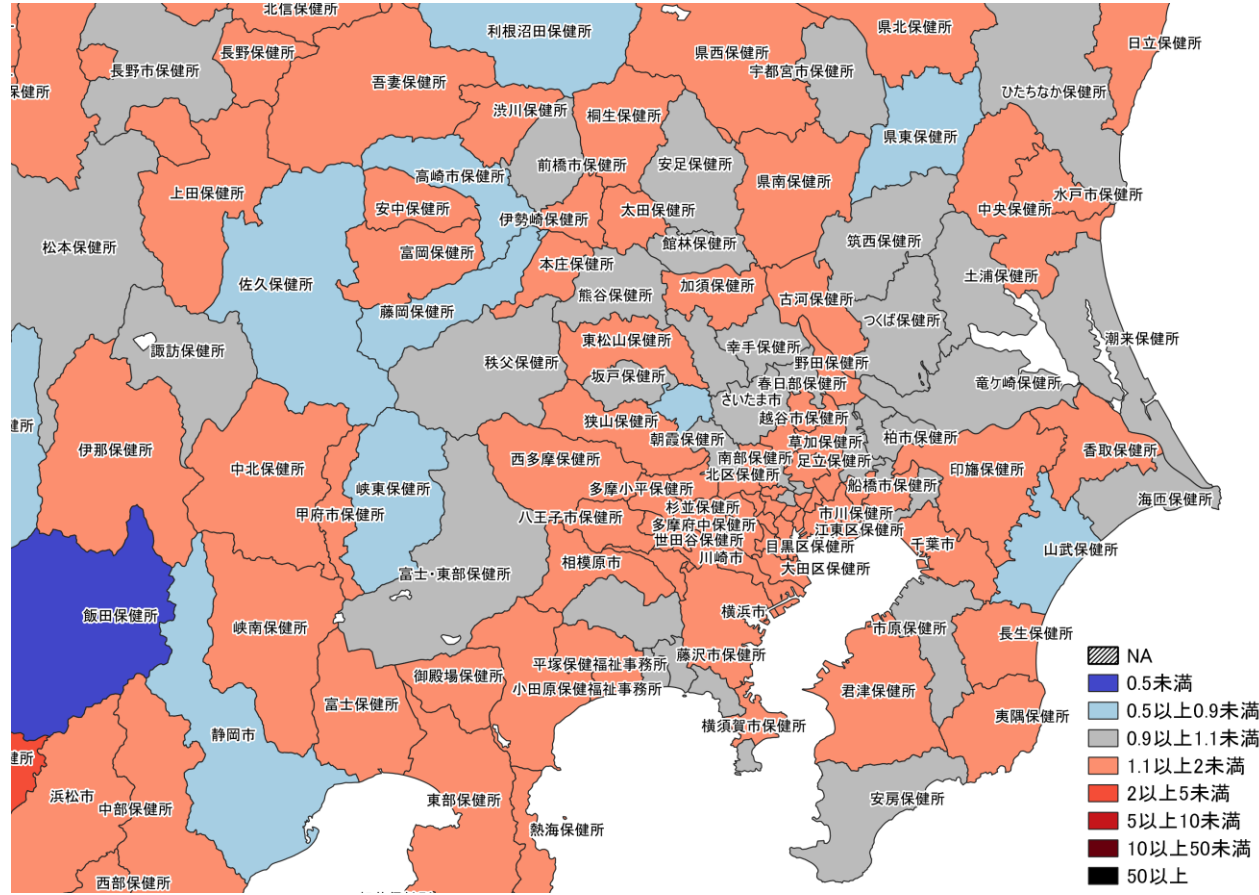 北信保健所
利根沼田保健所
県北保健所
日立保健所
長野保健所
県西保健所
長野市保健所
宇都宮市保健所
吾妻保健所
保健所
ひたちなか保健所
渋川保健所
桐生保健所
県東保健所
前橋市保健所
安足保健所
高崎市保健所
県南保健所
上田保健所
水戸市保健所
安中保健所
中央保健所
伊勢崎保健所
太田保健所
松本保健所
館林保健所
筑西保健所
富岡保健所
本庄保健所
土浦保健所
佐久保健所
加須保健所
熊谷保健所
古河保健所
藤岡保健所
つくば保健所
潮来保健所
東松山保健所
幸手保健所
諏訪保健所
秩父保健所
野田保健所
坂戸保健所
春日部保健所
竜ケ崎保健所
さいたま市
越谷市保健所
狭山保健所
健所
朝霞保健所
草加保健所
柏市保健所
伊那保健所
香取保健所
西多摩保健所
南部保健所
足立保健所
中北保健所
峡東保健所
北区保健所
印旛保健所
多摩小平保健所
船橋市保健所
海匝保健所
甲府市保健所
杉並保健所
市川保健所
八王子市保健所
多摩府中保健所
江東区保健所
世田谷保健所
目黒区保健所
千葉市
山武保健所
川崎市
相模原市
大田区保健所
富士・東部保健所
横浜市
飯田保健所
峡南保健所
市原保健所
長生保健所
藤沢市保健所
平塚保健福祉事務所
御殿場保健所
小田原保健福祉事務所
君津保健所
富士保健所
夷隅保健所
横須賀市保健所
静岡市
健所
浜松市
中部保健所
東部保健所
安房保健所
熱海保健所
西部保健所
NA
0.5未満
0.5以上0.9未満
0.9以上1.1未満
1.1以上2未満
2以上5未満
5以上10未満
10以上50未満
50以上